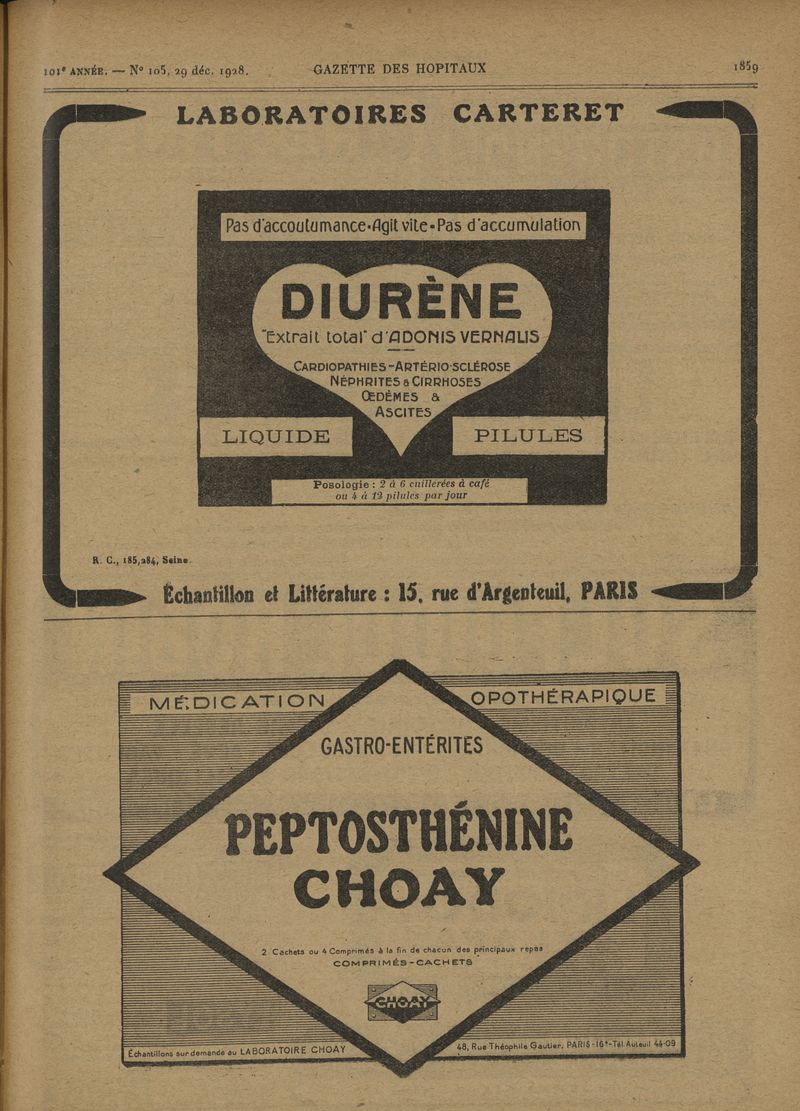 101e ANNÉE. — No 105, 29 déc. 1928. GAZETTE DES HOPITAUX 1859
LABORATOIRES CARTERET
Pas d'accoutumance•Agit vite•Pas d'accumulation
DIURÈNE
"Extrait total" d'ADONIS VERNALIS
CARDIOPATHIES-ARTÉRIO-SCLÉROSE
NÉPHRITES & CIRRHOSES
ŒDÈMES &
ASCITES
LIQUIDE PILULES
Posologie : 2 à 6 cuillerées à café
ou 4 à 12 pilules par jour
R. C., 185,284, Seine.
Échantillon et Littérature : 15, rue d'Argenteuil, PARIS
MÉDICATION OPOTHÉRAPIQUE
GASTRO-ENTÉRITES
PEPTOSTHÉNINE
CHOAY
2 Cachets ou 4 Comprimés à la fin de chacun des principaux repas
COMPRIMÉS-CACHETS
CHOAY
Échantillons sur demande au LABORATOIRE CHOAY 48, Rue Théophile Gautier, PARIS-16e-Tél. Auteuil 44-09